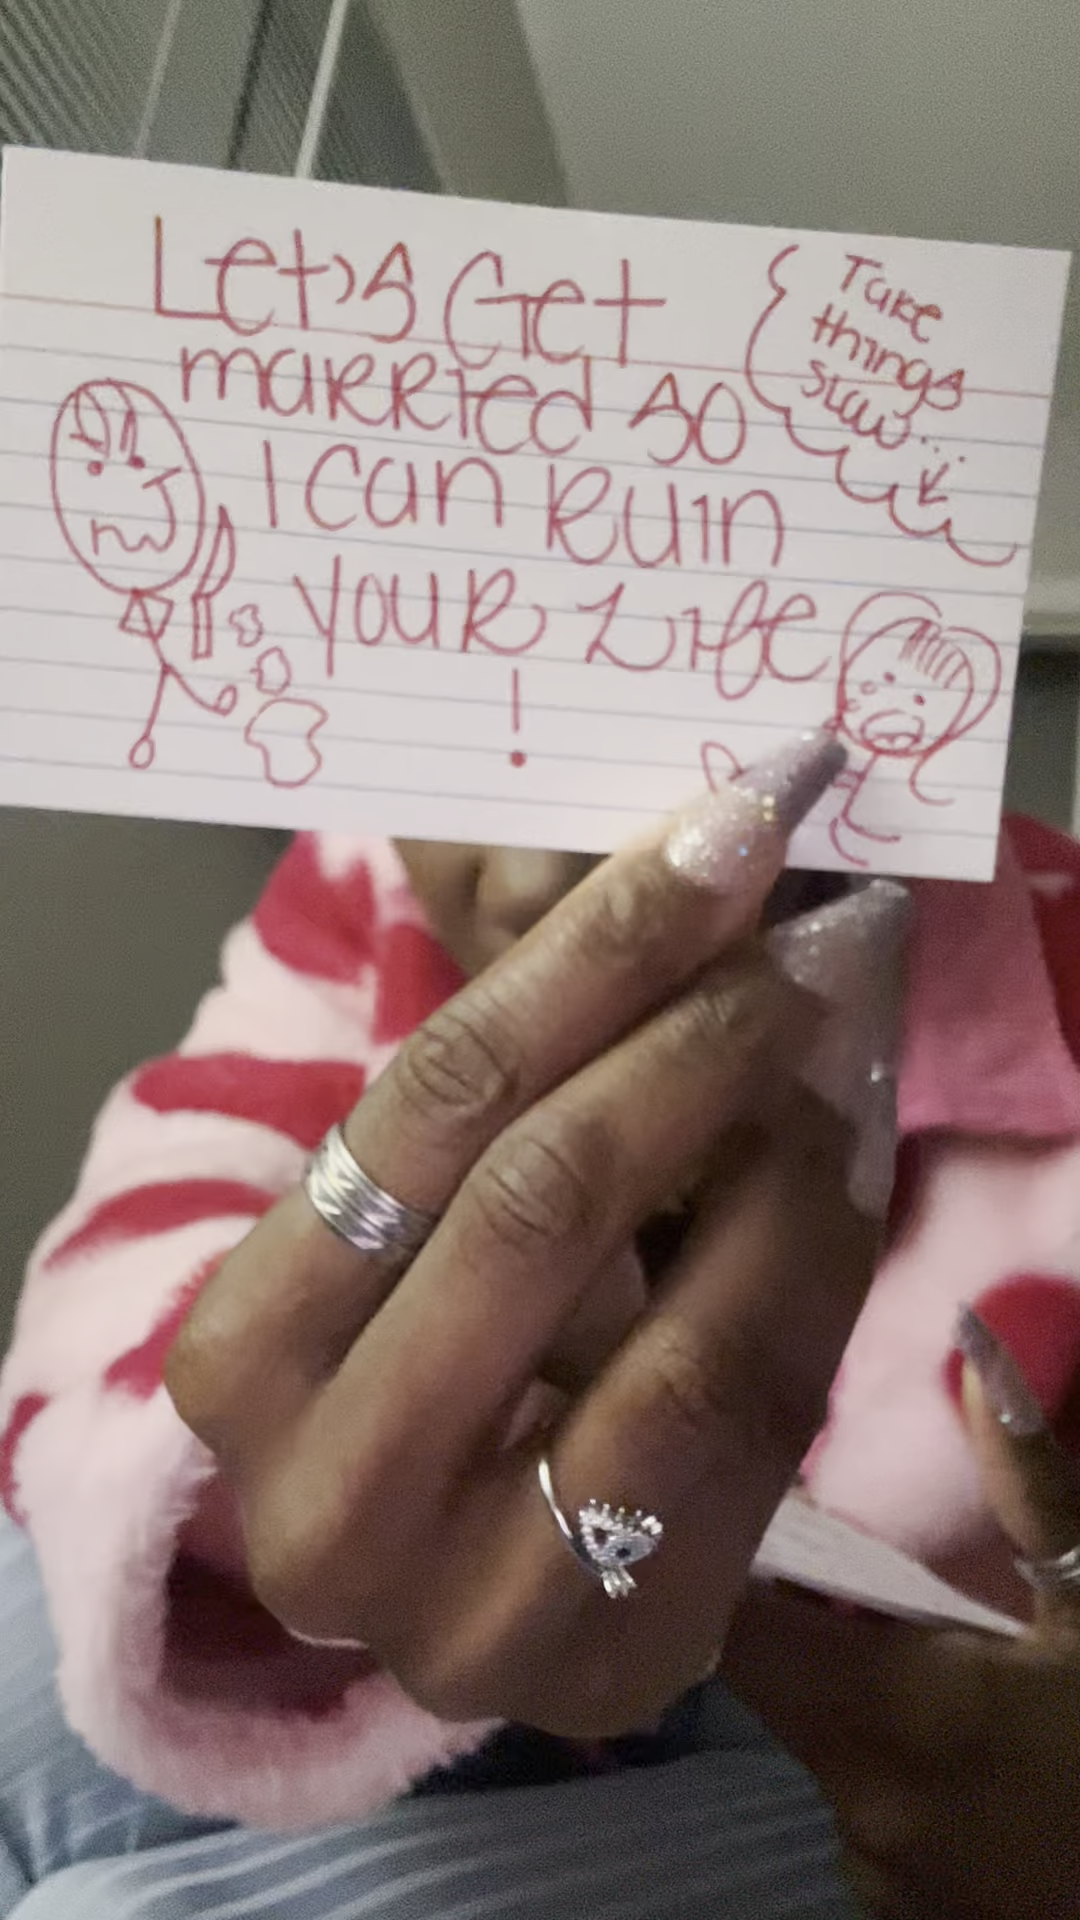 Let's Get
married so
I can Ruin
your Life
!
Take
things
slow...